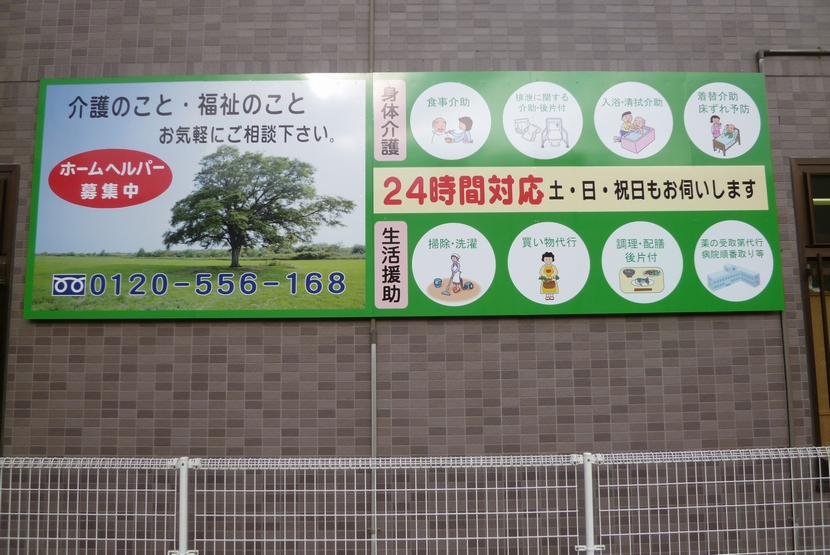 介護のこと・福祉のこと
お気軽にご相談下さい。
ホームヘルパー
募集中
0120-556-168
身体介護
食事介助
排泄に関する
介助・後片付
入浴・清拭介助
着替介助
床ずれ予防
24時間対応 土・日・祝日もお伺いします
生活援助
掃除・洗濯
買い物代行
調理・配膳
後片付
薬の受取第代行
病院順番取り等